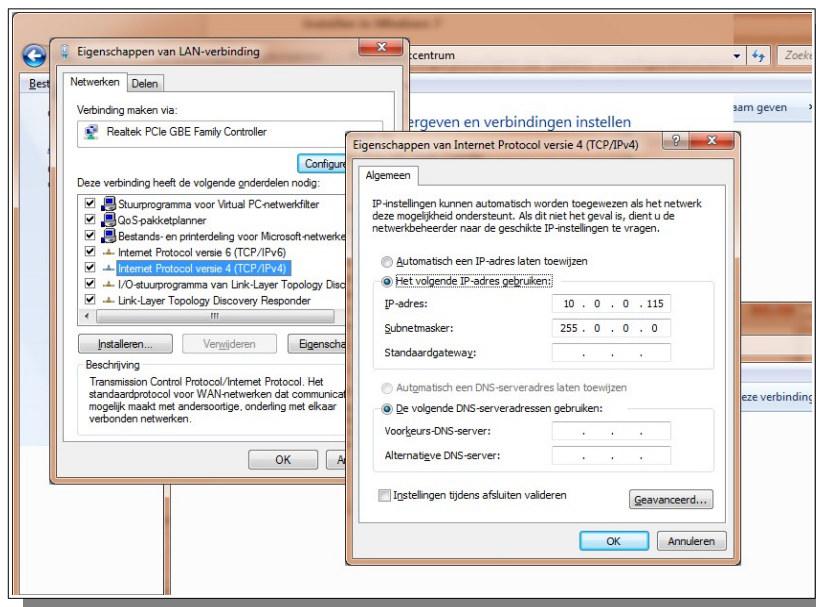 Eigenschappen van LAN-verbinding
Netwerken Delen
Verbinding maken via:
Realtek PCIe GBE Family Controller
Configure
Deze verbinding heeft de volgende onderdelen nodig:
Stuurprogramma voor Virtual PC-netwerkfilter
QoS-pakketplanner
Bestands- en printerdeling voor Microsoft-netwerke
Internet Protocol versie 6 (TCP/IPv6)
Internet Protocol versie 4 (TCP/IPv4)
I/O-stuurprogramma van Link-Layer Topology Disc
Link-Layer Topology Discovery Responder
Installeren... Verwijderen Eigenscha
Beschrijving
Transmission Control Protocol/Internet Protocol. Het
standaardprotocol voor WAN-netwerken dat communicat
mogelijk maakt met andersoortige, onderling met elkaar
verbonden netwerken.
OK A
Best
centrum
Zoeke
aam geven
ergeven en verbindingen instellen
eze verbinding
Eigenschappen van Internet Protocol versie 4 (TCP/IPv4)
Algemeen
IP-instellingen kunnen automatisch worden toegewezen als het netwerk
deze mogelijkheid ondersteunt. Als dit niet het geval is, dient u de
netwerkbeheerder naar de geschikte IP-instellingen te vragen.
Automatisch een IP-adres laten toewijzen
Het volgende IP-adres gebruiken:
IP-adres: 10 . 0 . 0 . 115
Subnetmasker: 255 . 0 . 0 . 0
Standaardgateway: . . .
Automatisch een DNS-serveradres laten toewijzen
De volgende DNS-serveradressen gebruiken:
Voorkeurs-DNS-server: . . .
Alternatieve DNS-server: . . .
Instellingen tijdens afsluiten valideren
Geavanceerd...
OK Annuleren